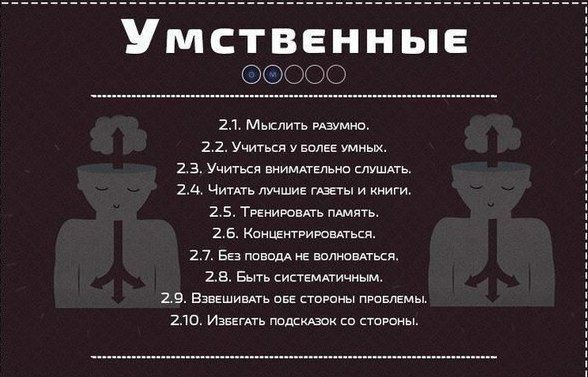 Умственные
О М
2.1. Мыслить разумно.
2.2. Учиться у более умных.
2.3. Учиться внимательно слушать.
2.4. Читать лучшие газеты и книги.
2.5. Тренировать память.
2.6. Концентрироваться.
2.7. Без повода не волноваться.
2.8. Быть систематичным.
2.9. Взвешивать обе стороны проблемы.
2.10. Избегать подсказок со стороны.